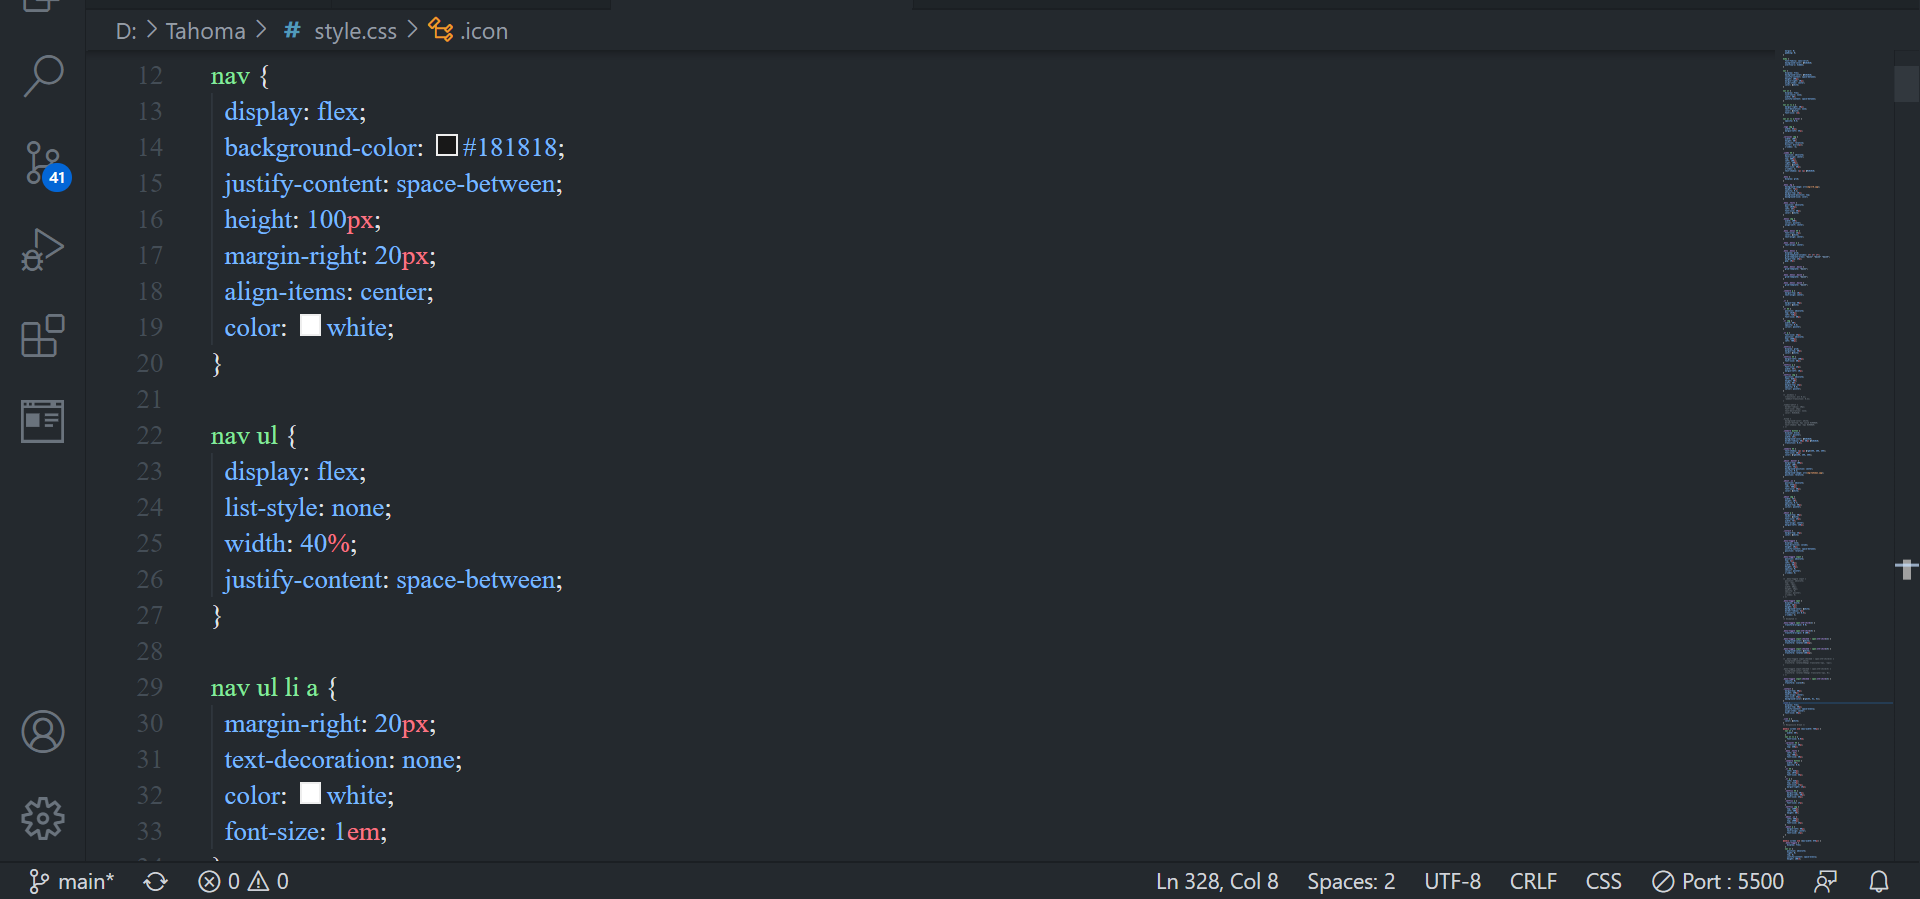 D: > Tahoma > # style.css > .icon
12 nav {
13 display: flex;
14 background-color: #181818;
15 justify-content: space-between;
16 height: 100px;
17 margin-right: 20px;
18 align-items: center;
19 color: white;
20 }
21
22 nav ul {
23 display: flex;
24 list-style: none;
25 width: 40%;
26 justify-content: space-between;
27 }
28
29 nav ul li a {
30 margin-right: 20px;
31 text-decoration: none;
32 color: white;
33 font-size: 1em;
41
main* 0 0 Ln 328, Col 8 Spaces: 2 UTF-8 CRLF CSS Port : 5500